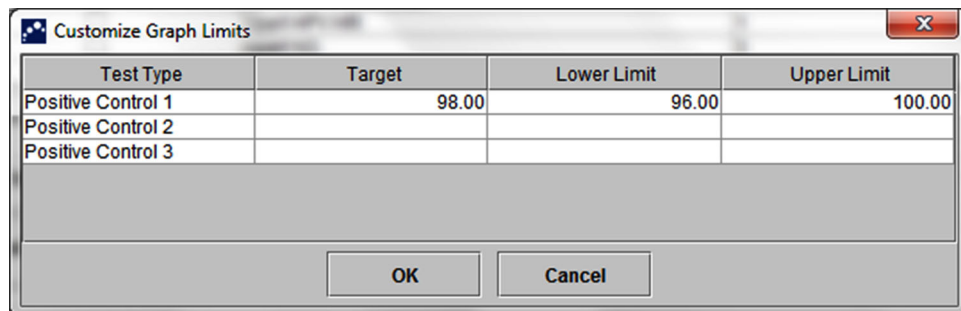 Customize Graph Limits
Test Type Target Lower Limit Upper Limit
Positive Control 1 98.00 96.00 100.00
Positive Control 2
Positive Control 3
OK Cancel